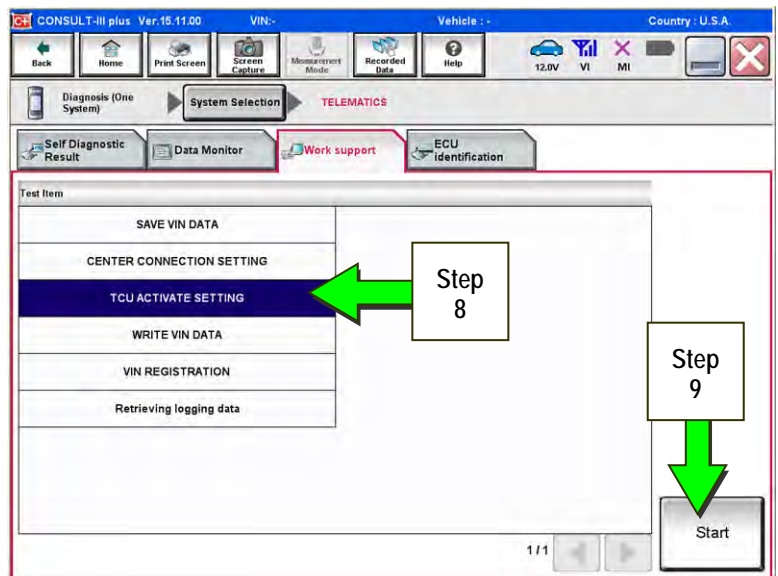 CONSULT-III plus Ver.15.11.00 VIN:- Vehicle : - Country : U.S.A.
Back
Home
Print Screen
Screen
Capture
Measurement
Mode
Recorded
Data
Help
12.0V
VI
MI
Diagnosis (One
System)
System Selection
TELEMATICS
Self Diagnostic
Result
Data Monitor
Work support
ECU
identification
Test Item
SAVE VIN DATA
CENTER CONNECTION SETTING
TCU ACTIVATE SETTING
WRITE VIN DATA
VIN REGISTRATION
Retrieving logging data
Step
8
Step
9
Start
1/1